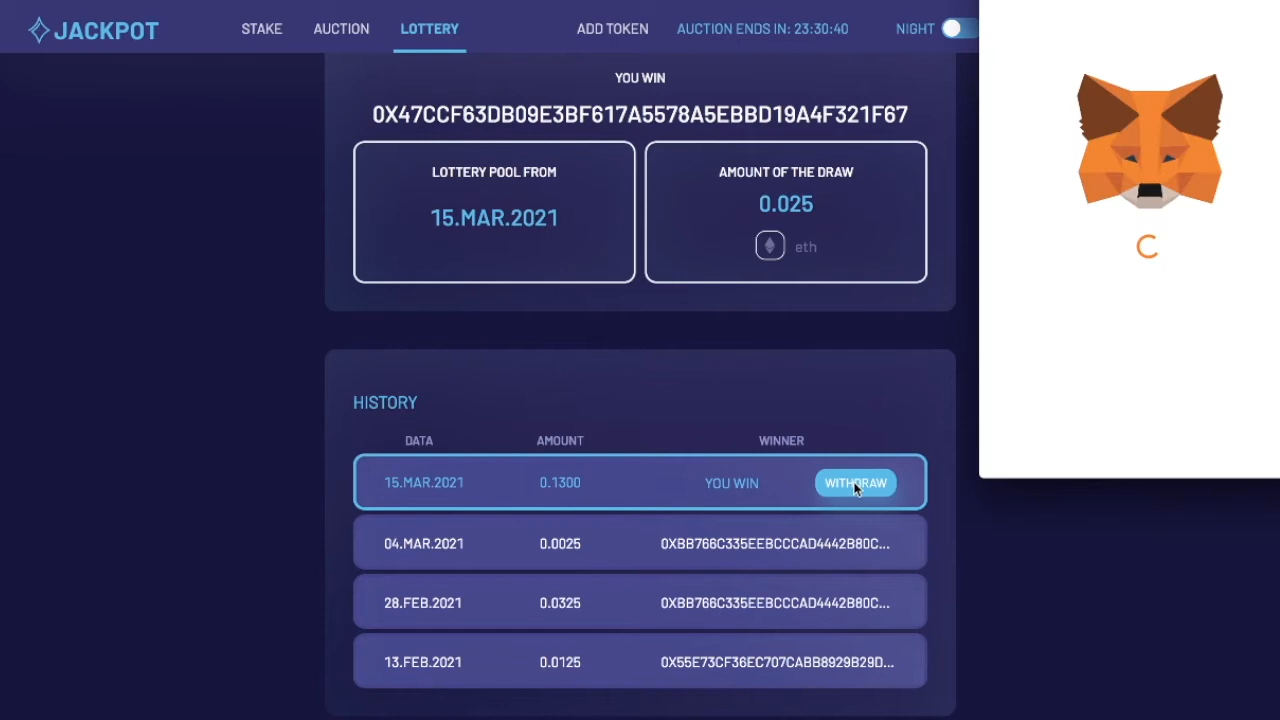 JACKPOT
STAKE AUCTION LOTTERY ADD TOKEN AUCTION ENDS IN: 23:30:40 NIGHT
YOU WIN
0X47CCF63DB09E3BF617A5578A5EBBD19A4F321F67
LOTTERY POOL FROM
15.MAR.2021
AMOUNT OF THE DRAW
0.025
eth
HISTORY
DATA AMOUNT WINNER
15.MAR.2021 0.1300 YOU WIN WITHDRAW
04.MAR.2021 0.0025 0XBB766C335EEBCCCAD4442B80C...
28.FEB.2021 0.0325 0XBB766C335EEBCCCAD4442B80C...
13.FEB.2021 0.0125 0X55E73CF36EC707CABB8929B29D...